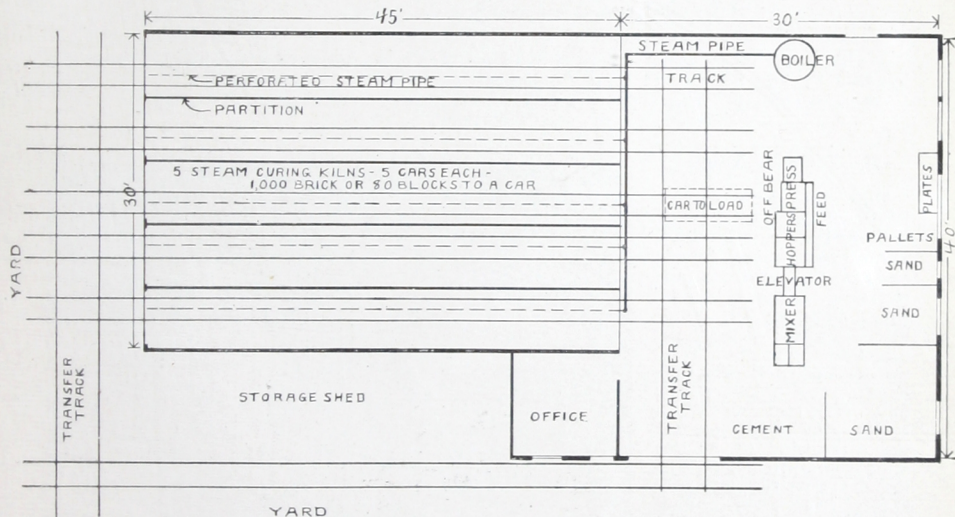 45'
30'
STEAM PIPE
BOILER
PERFORATED STEAM PIPE
TRACK
PARTITION
5 STEAM CURING KILNS - 5 CARS EACH -
1,000 BRICK OR 80 BLOCKS TO A CAR
30'
CAR TO LOAD
OFF BEAR
PRESS
HOPPERS
FEED
PLATES
PALLETS
40'
SAND
ELEVATOR
SAND
MIXER
YARD
TRANSFER
TRACK
STORAGE SHED
OFFICE
TRANSFER
TRACK
CEMENT
SAND
YARD